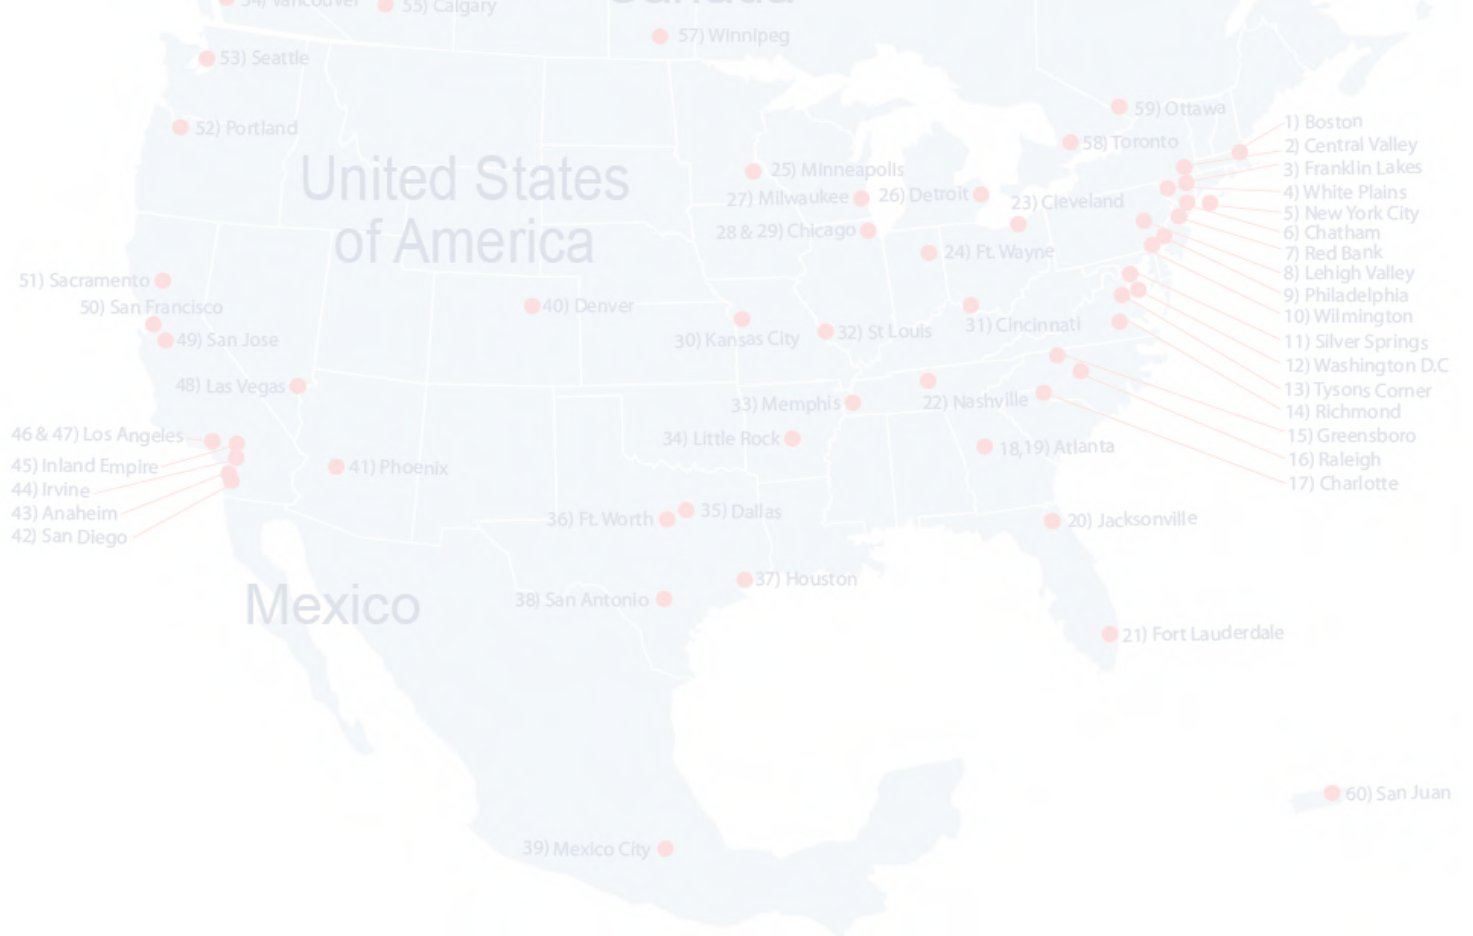 54) Vancouver
55) Calgary
Canada
57) Winnipeg
53) Seattle
59) Ottawa
52) Portland
58) Toronto
1) Boston
2) Central Valley
3) Franklin Lakes
4) White Plains
5) New York City
6) Chatham
7) Red Bank
8) Lehigh Valley
9) Philadelphia
10) Wilmington
11) Silver Springs
12) Washington D.C
13) Tysons Corner
14) Richmond
15) Greensboro
16) Raleigh
17) Charlotte
United States
of America
25) Minneapolis
27) Milwaukee
26) Detroit
23) Cleveland
28 & 29) Chicago
24) Ft. Wayne
51) Sacramento
50) San Francisco
49) San Jose
40) Denver
30) Kansas City
32) St Louis
31) Cincinnati
48) Las Vegas
33) Memphis
22) Nashville
46 & 47) Los Angeles
45) Inland Empire
44) Irvine
43) Anaheim
42) San Diego
41) Phoenix
34) Little Rock
18,19) Atlanta
36) Ft. Worth
35) Dallas
20) Jacksonville
37) Houston
38) San Antonio
Mexico
21) Fort Lauderdale
60) San Juan
39) Mexico City